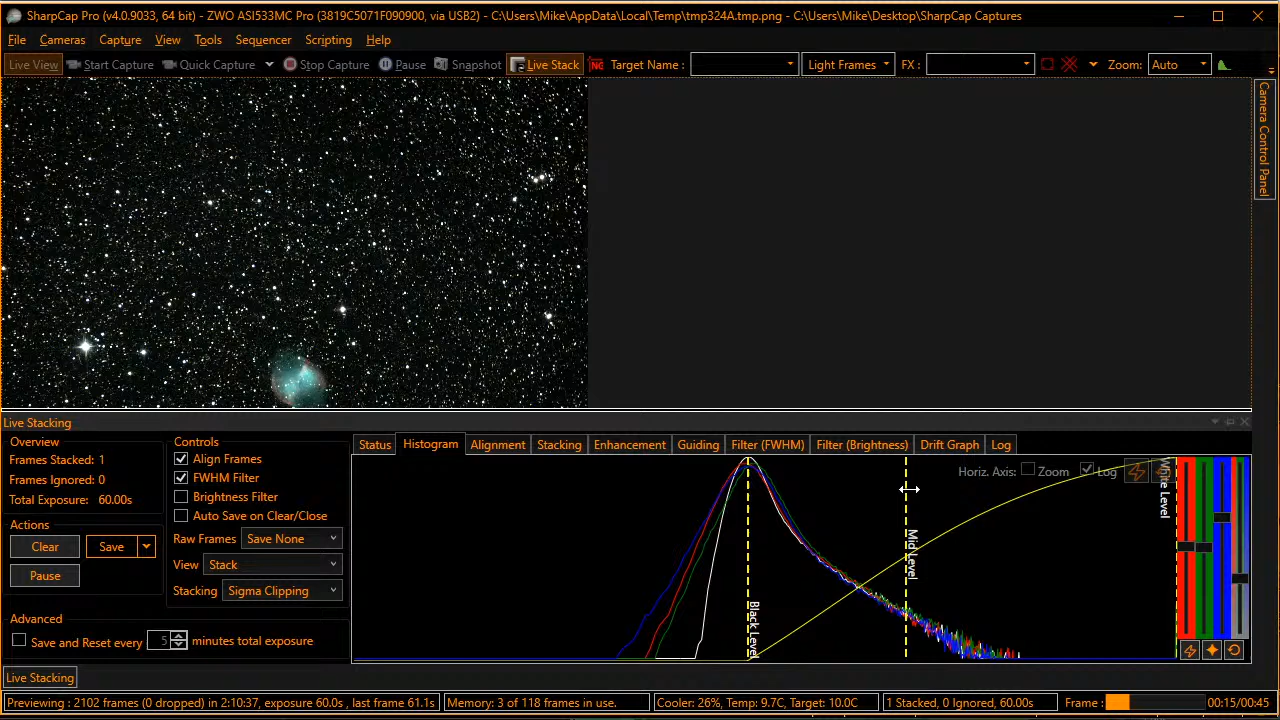 SharpCap Pro (v4.0.9033, 64 bit) - ZWO ASI533MC Pro (3819C5071F090900, via USB2) - C:\Users\Mike\AppData\Local\Temp\tmp324A.tmp.png - C:\Users\Mike\Desktop\SharpCap Captures
File Cameras Capture View Tools Sequencer Scripting Help
Live View Start Capture Quick Capture Stop Capture Pause Snapshot Live Stack NC Target Name : Light Frames FX : Zoom: Auto
Camera Control Panel
Live Stacking
Overview
Frames Stacked: 1
Frames Ignored: 0
Total Exposure: 60.00s
Actions
Clear Save
Pause
Advanced
Save and Reset every 5 minutes total exposure
Controls
Align Frames
FWHM Filter
Brightness Filter
Auto Save on Clear/Close
Raw Frames Save None
View Stack
Stacking Sigma Clipping
Status Histogram Alignment Stacking Enhancement Guiding Filter (FWHM) Filter (Brightness) Drift Graph Log
Horiz. Axis: Zoom Log
Black Level
Mid Level
White Level
Live Stacking
Previewing : 2102 frames (0 dropped) in 2:10:37, exposure 60.0s , last frame 61.1s Memory: 3 of 118 frames in use. Cooler: 26%, Temp: 9.7C, Target: 10.0C 1 Stacked, 0 Ignored, 60.00s Frame : 00:15/00:45